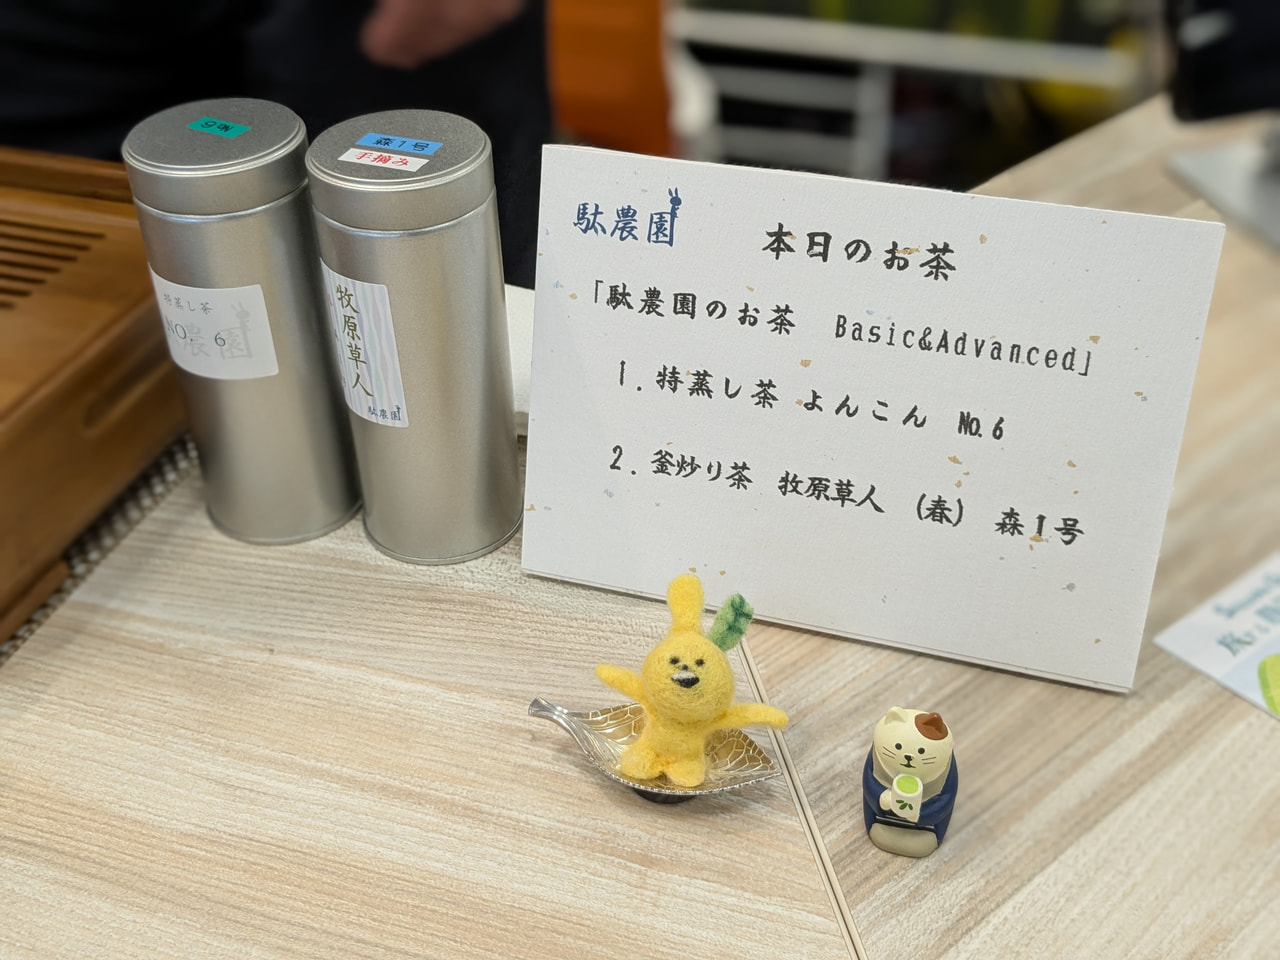 森1号
手摘み
特蒸し茶
NO. 6
農園
牧原草人
駄農園
駄農園
本日のお茶
「駄農園のお茶 Basic&Advanced」
1. 特蒸し茶 よんこん No.6
2. 釜炒り茶 牧原草人 (春) 森1号